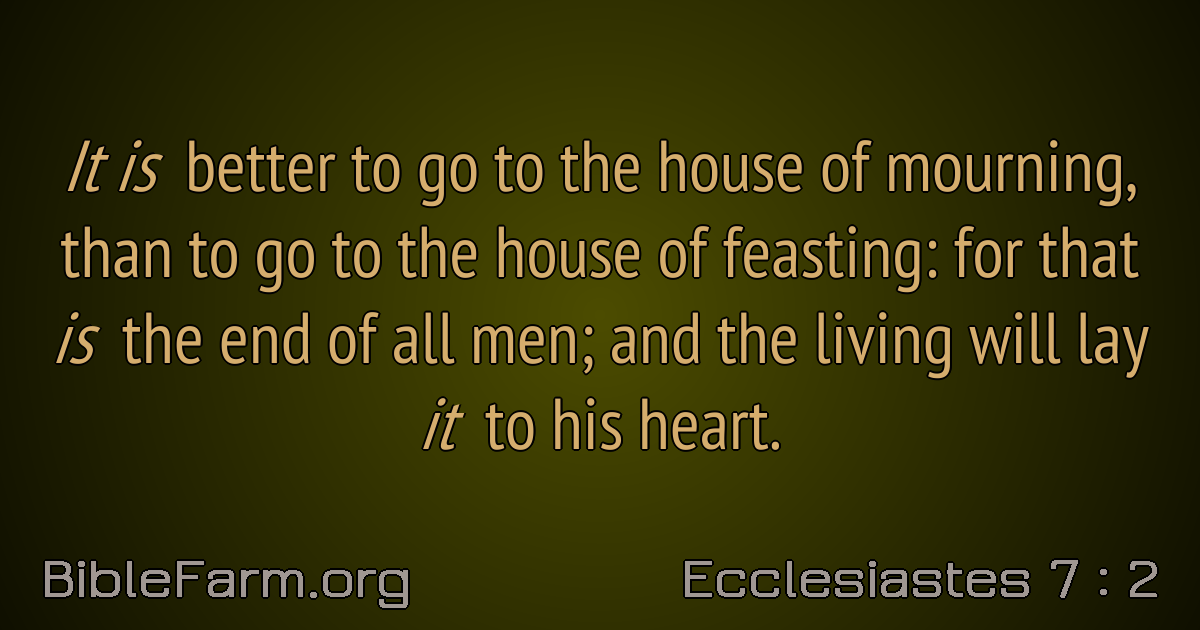 It is better to go to the house of mourning,
than to go to the house of feasting: for that
is the end of all men; and the living will lay
it to his heart.
BibleFarm.org
Ecclesiastes 7 : 2